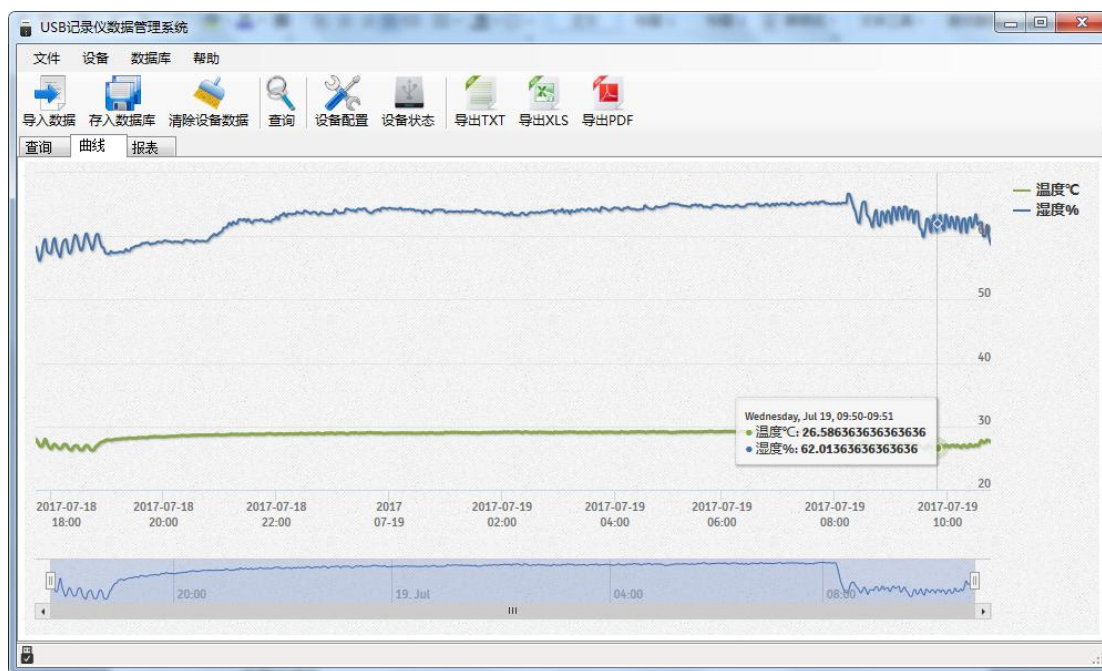 USB记录仪数据管理系统
文件 设备 数据库 帮助
导入数据 存入数据库 清除设备数据 查询 设备配置 设备状态 导出TXT 导出XLS 导出PDF
查询 曲线 报表
温度℃
湿度%
50
40
30
20
Wednesday, Jul 19, 09:50-09:51
温度℃: 26.586363636363636
湿度%: 62.01363636363636
2017-07-18 2017-07-18 2017-07-18 2017 2017-07-19 2017-07-19 2017-07-19 2017-07-19 2017-07-19
18:00 20:00 22:00 07-19 02:00 04:00 06:00 08:00 10:00
20:00 19. Jul 04:00 08:00